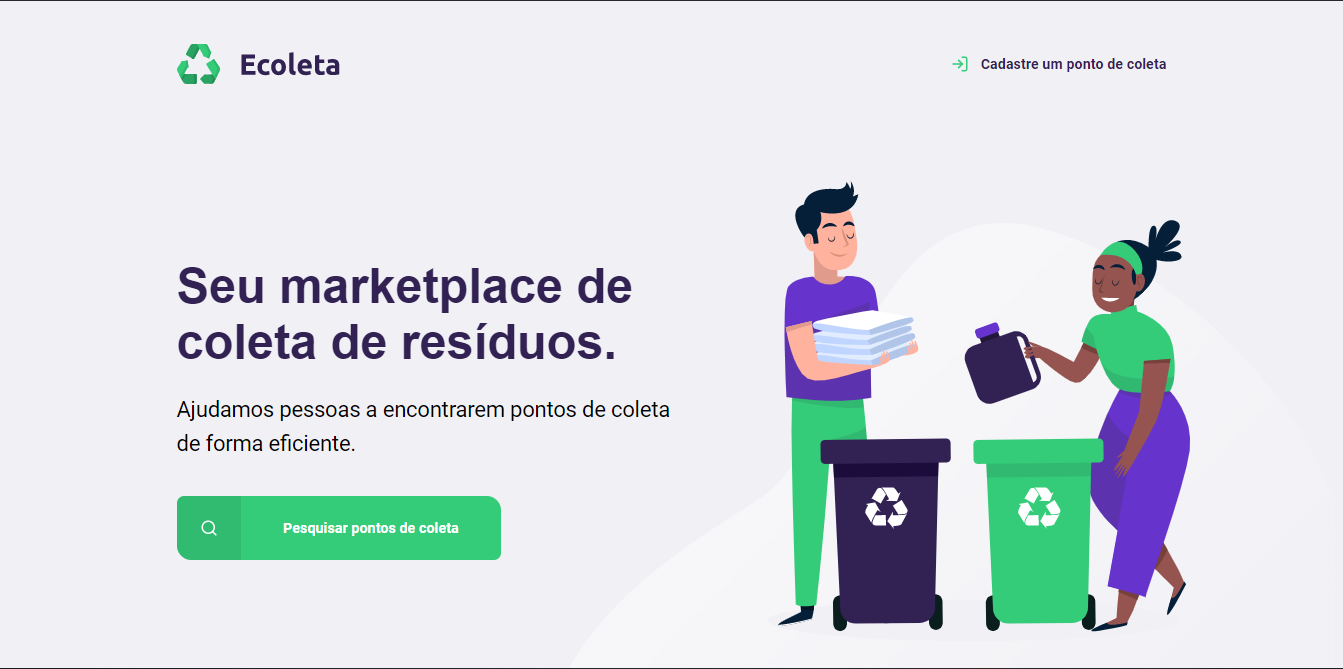 Ecoleta
Cadastre um ponto de coleta
Seu marketplace de
coleta de resíduos.
Ajudamos pessoas a encontrarem pontos de coleta
de forma eficiente.
Pesquisar pontos de coleta